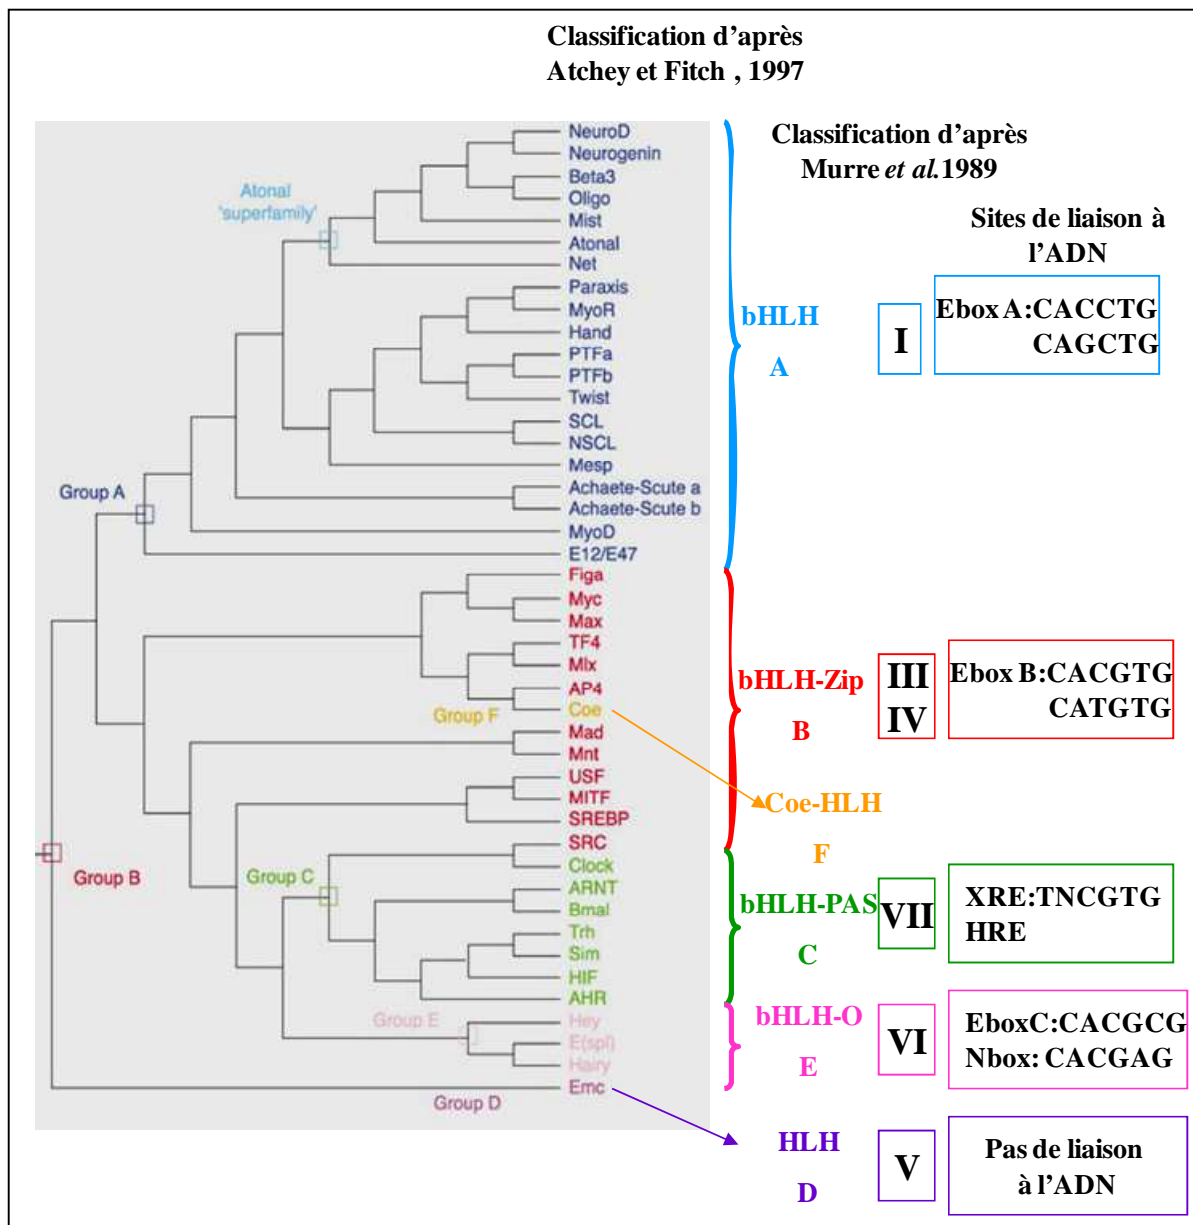 Classification d'après
Atchey et Fitch , 1997
Classification d'après
Murre et al.1989
Sites de liaison à
l'ADN
NeuroD
Neurogenin
Beta3
Oligo
Mist
Atonal
Net
Paraxis
MyoR
Hand
PTFa
PTFb
Twist
SCL
NSCL
Mesp
Achaete-Scute a
Achaete-Scute b
MyoD
E12/E47
Figa
Myc
Max
TF4
Mlx
AP4
Coe
Mad
Mnt
USF
MITF
SREBP
SRC
Clock
ARNT
Bmal
Trh
Sim
HIF
AHR
Hey
E(spl)
Hairy
Emc
Atonal
'superfamily'
Group A
Group F
Group B
Group C
Group E
Group D
bHLH
A
I
Ebox A:CACCTG
CAGCTG
bHLH-Zip
B
III
IV
Ebox B:CACGTG
CATGTG
Coe-HLH
F
bHLH-PAS
C
VII
XRE:TNCGTG
HRE
bHLH-O
E
VI
EboxC:CACGCG
Nbox: CACGAG
HLH
D
V
Pas de liaison
à l'ADN